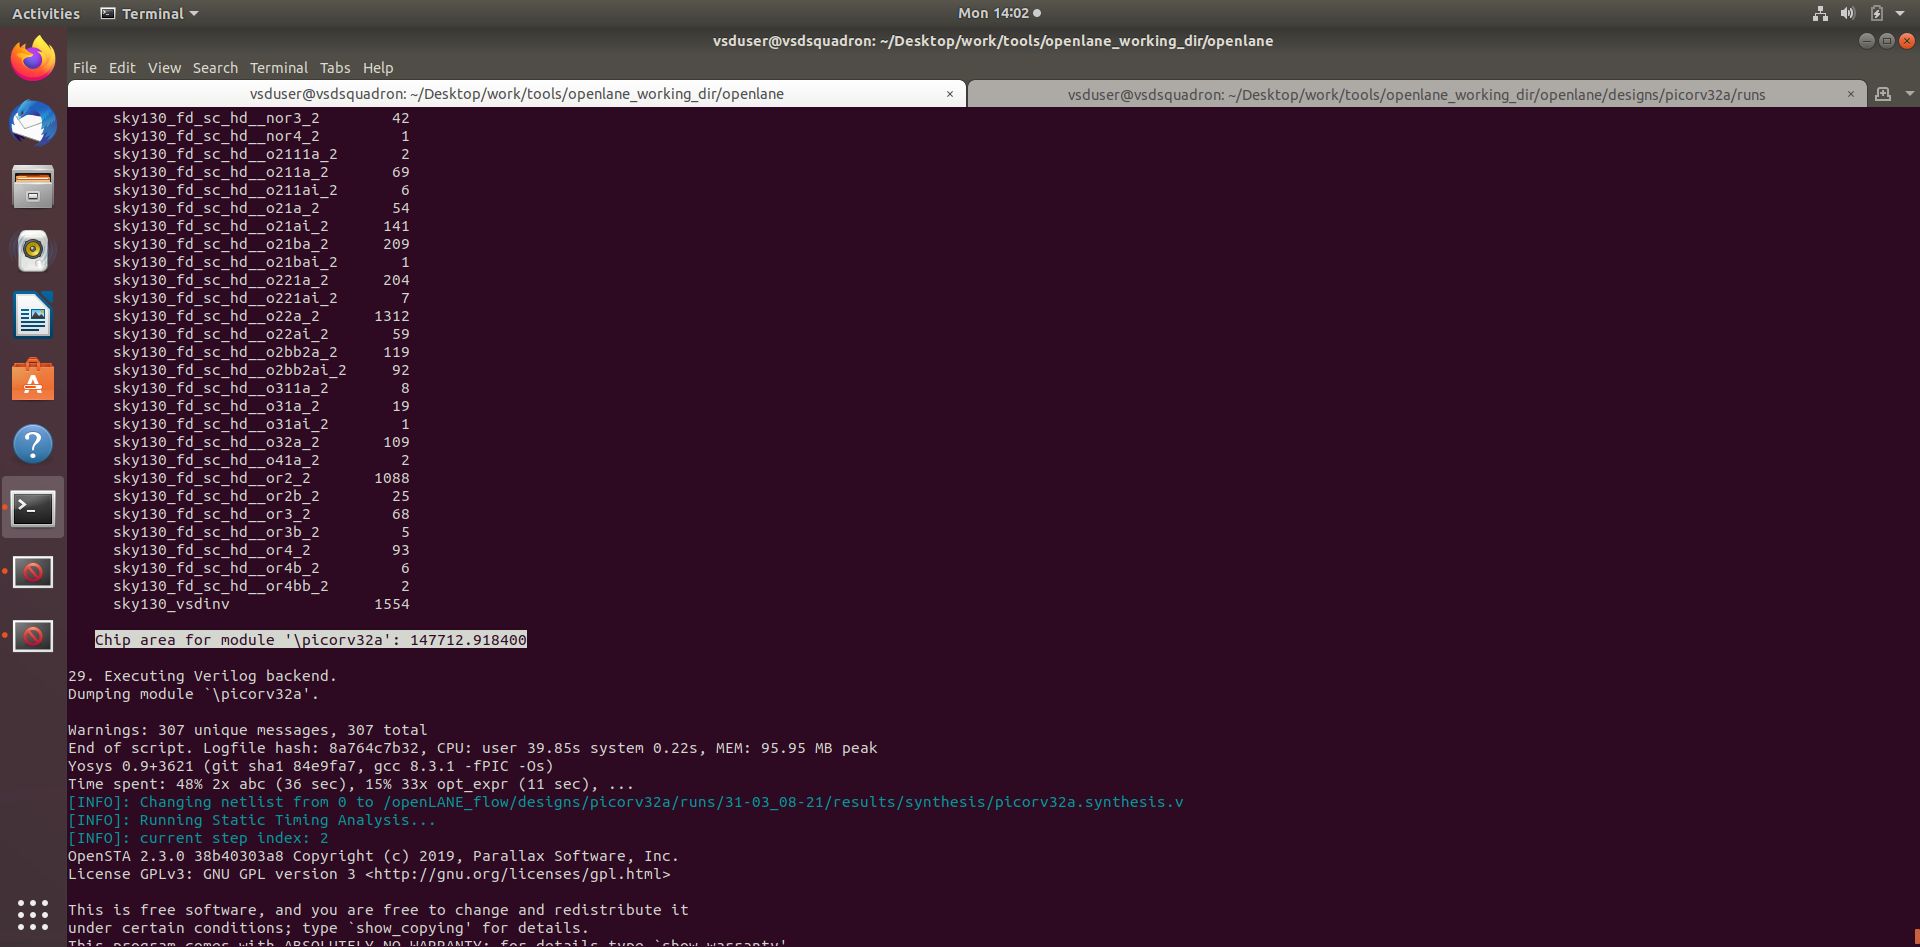 Activities Terminal Mon 14:02
vsduser@vsdsquadron: ~/Desktop/work/tools/openlane_working_dir/openlane
File Edit View Search Terminal Tabs Help
vsduser@vsdsquadron: ~/Desktop/work/tools/openlane_working_dir/openlane × vsduser@vsdsquadron: ~/Desktop/work/tools/openlane_working_dir/openlane/designs/picorv32a/runs ×
sky130_fd_sc_hd__nor3_2 42
sky130_fd_sc_hd__nor4_2 1
sky130_fd_sc_hd__o2111a_2 2
sky130_fd_sc_hd__o211a_2 69
sky130_fd_sc_hd__o211ai_2 6
sky130_fd_sc_hd__o21a_2 54
sky130_fd_sc_hd__o21ai_2 141
sky130_fd_sc_hd__o21ba_2 209
sky130_fd_sc_hd__o21bai_2 1
sky130_fd_sc_hd__o221a_2 204
sky130_fd_sc_hd__o221ai_2 7
sky130_fd_sc_hd__o22a_2 1312
sky130_fd_sc_hd__o22ai_2 59
sky130_fd_sc_hd__o2bb2a_2 119
sky130_fd_sc_hd__o2bb2ai_2 92
sky130_fd_sc_hd__o311a_2 8
sky130_fd_sc_hd__o31a_2 19
sky130_fd_sc_hd__o31ai_2 1
sky130_fd_sc_hd__o32a_2 109
sky130_fd_sc_hd__o41a_2 2
sky130_fd_sc_hd__or2_2 1088
sky130_fd_sc_hd__or2b_2 25
sky130_fd_sc_hd__or3_2 68
sky130_fd_sc_hd__or3b_2 5
sky130_fd_sc_hd__or4_2 93
sky130_fd_sc_hd__or4b_2 6
sky130_fd_sc_hd__or4bb_2 2
sky130_vsdinv 1554
Chip area for module '\picorv32a': 147712.918400
29. Executing Verilog backend.
Dumping module `\picorv32a'.
Warnings: 307 unique messages, 307 total
End of script. Logfile hash: 8a764c7b32, CPU: user 39.85s system 0.22s, MEM: 95.95 MB peak
Yosys 0.9+3621 (git sha1 84e9fa7, gcc 8.3.1 -fPIC -Os)
Time spent: 48% 2x abc (36 sec), 15% 33x opt_expr (11 sec), ...
[INFO]: Changing netlist from 0 to /openLANE_flow/designs/picorv32a/runs/31-03_08-21/results/synthesis/picorv32a.synthesis.v
[INFO]: Running Static Timing Analysis...
[INFO]: current step index: 2
OpenSTA 2.3.0 38b40303a8 Copyright (c) 2019, Parallax Software, Inc.
License GPLv3: GNU GPL version 3 <http://gnu.org/licenses/gpl.html>
This is free software, and you are free to change and redistribute it
under certain conditions; type `show_copying' for details.
This program comes with ABSOLUTELY NO WARRANTY; for details type `show_warranty'